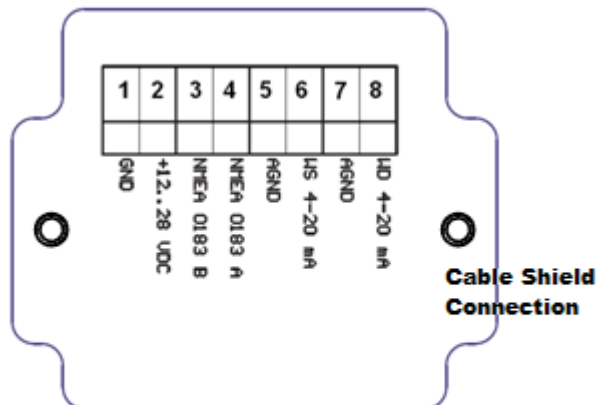 1 2 3 4 5 6 7 8
GND
+12..28 VDC
NMEA 0183 B
NMEA 0183 A
AGND
WS 4-20 mA
AGND
WD 4-20 mA
Cable Shield
Connection